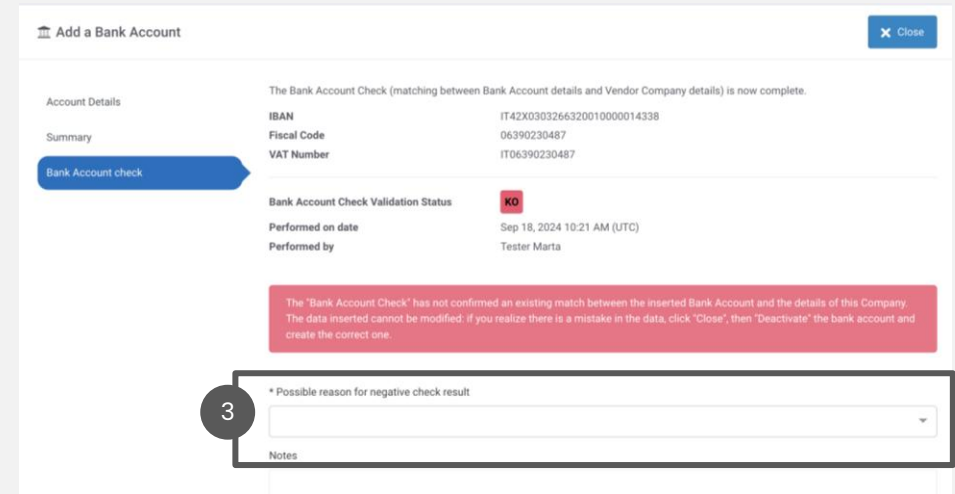 Add a Bank Account
Close
Account Details
Summary
Bank Account check
The Bank Account Check (matching between Bank Account details and Vendor Company details) is now complete.
IBAN IT42X0303266320010000014338
Fiscal Code 06390230487
VAT Number IT06390230487
Bank Account Check Validation Status KO
Performed on date Sep 18, 2024 10:21 AM (UTC)
Performed by Tester Marta
The "Bank Account Check" has not confirmed an existing match between the inserted Bank Account and the details of this Company.
The data inserted cannot be modified: if you realize there is a mistake in the data, click "Close", then "Deactivate" the bank account and
create the correct one.
3
* Possible reason for negative check result
Notes